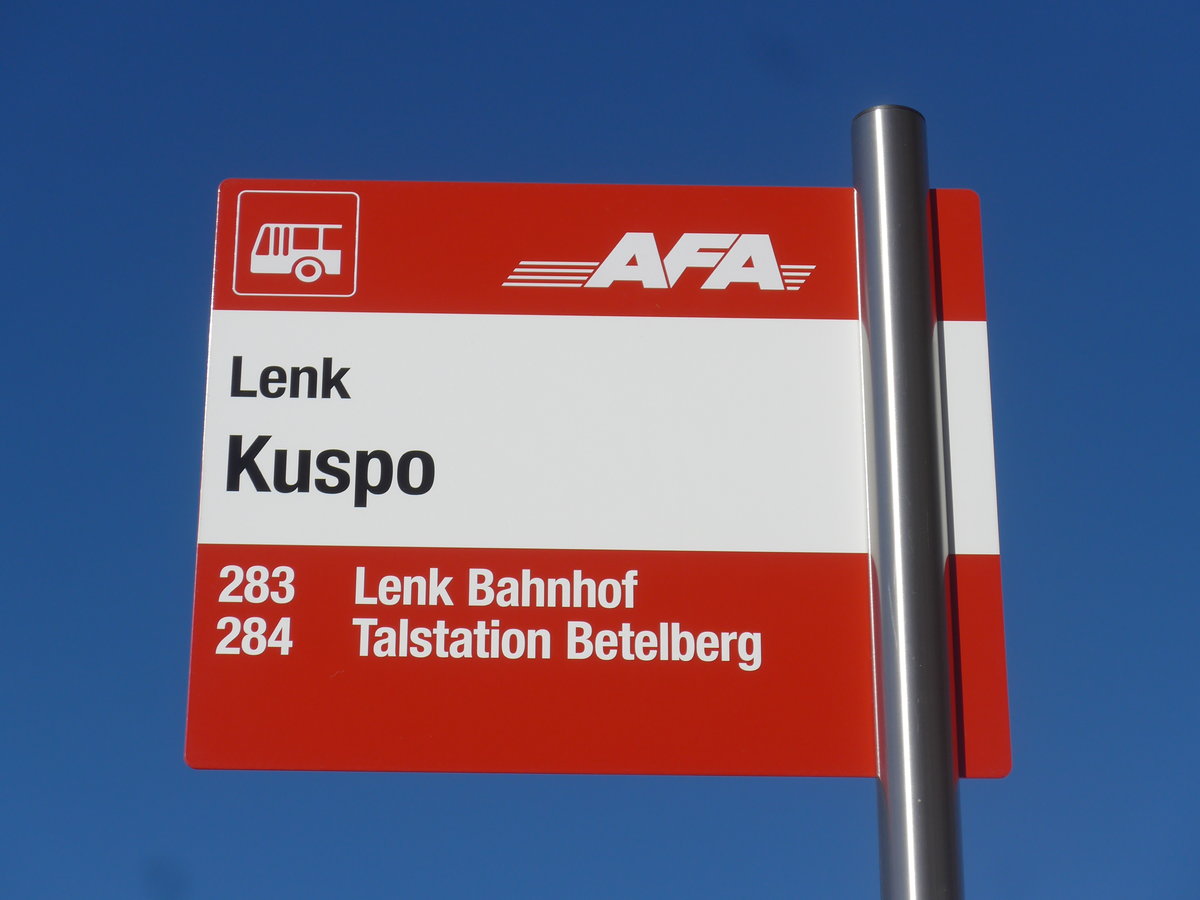 AFA
Lenk
Kuspo
283 Lenk Bahnhof
284 Talstation Betelberg